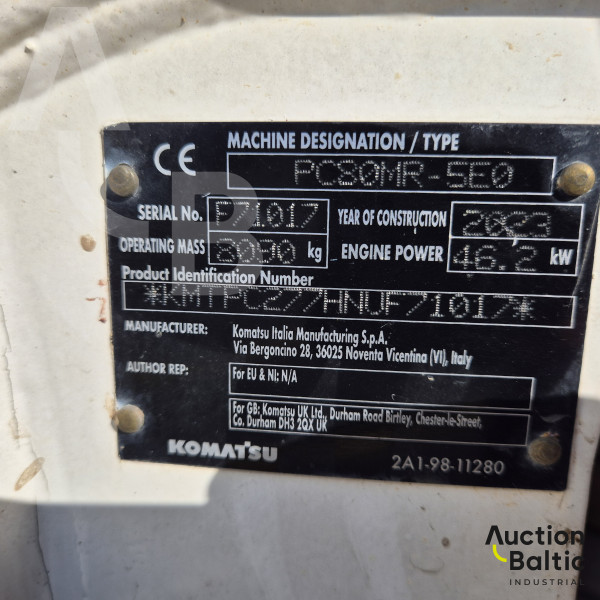 MACHINE DESIGNATION / TYPE
CE PC80MR-5E0
SERIAL No. F71017 YEAR OF CONSTRUCTION 2023
OPERATING MASS 8080 kg ENGINE POWER 46.2 kW
Product Identification Number
*KMTPC277HNUF71017*
MANUFACTURER: Komatsu Italia Manufacturing S.p.A.
Via Bergoncino 28, 36025 Noventa Vicentina (VI), Italy
AUTHOR REP: For EU & NI: N/A
For GB: Komatsu UK Ltd., Durham Road Birtley, Chester-le-Street,
Co. Durham DH3 2QX UK
KOMATSU 2A1-98-11280
Auction
Baltic
INDUSTRIAL